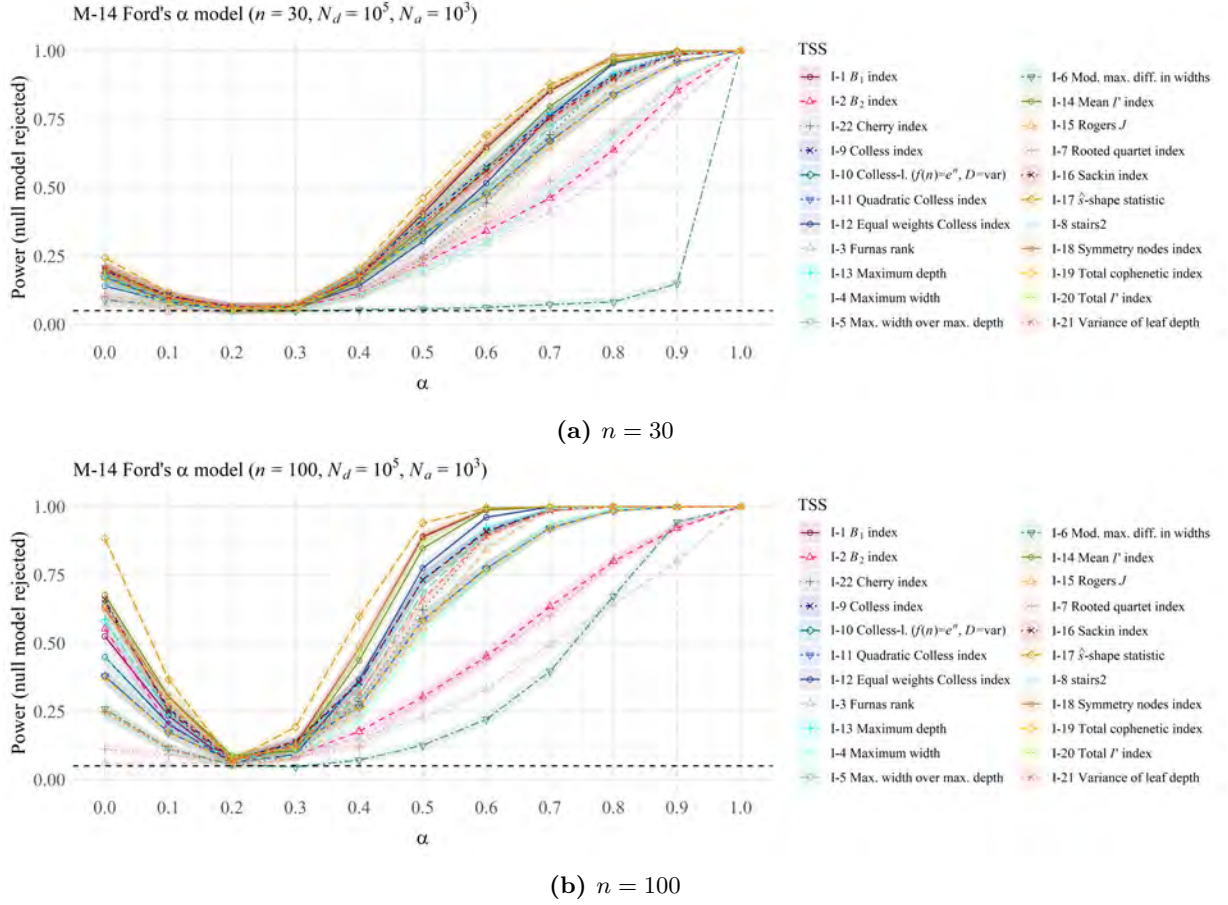 M-14 Ford's α model (n = 30, N_d = 10^5, N_a = 10^3)
Power (null model rejected)
1.00
0.75
0.50
0.25
0.00
0.0 0.1 0.2 0.3 0.4 0.5 0.6 0.7 0.8 0.9 1.0
α
TSS
I-1 B_1 index
I-2 B_2 index
I-22 Cherry index
I-9 Colless index
I-10 Colless-l. (f(n)=e^n, D=var)
I-11 Quadratic Colless index
I-12 Equal weights Colless index
I-3 Furnas rank
I-13 Maximum depth
I-4 Maximum width
I-5 Max. width over max. depth
I-6 Mod. max. diff. in widths
I-14 Mean I' index
I-15 Rogers J
I-7 Rooted quartet index
I-16 Sackin index
I-17 ŝ-shape statistic
I-8 stairs2
I-18 Symmetry nodes index
I-19 Total cophenetic index
I-20 Total I' index
I-21 Variance of leaf depth
(a) n = 30
M-14 Ford's α model (n = 100, N_d = 10^5, N_a = 10^3)
Power (null model rejected)
1.00
0.75
0.50
0.25
0.00
0.0 0.1 0.2 0.3 0.4 0.5 0.6 0.7 0.8 0.9 1.0
α
TSS
I-1 B_1 index
I-2 B_2 index
I-22 Cherry index
I-9 Colless index
I-10 Colless-l. (f(n)=e^n, D=var)
I-11 Quadratic Colless index
I-12 Equal weights Colless index
I-3 Furnas rank
I-13 Maximum depth
I-4 Maximum width
I-5 Max. width over max. depth
I-6 Mod. max. diff. in widths
I-14 Mean I' index
I-15 Rogers J
I-7 Rooted quartet index
I-16 Sackin index
I-17 ŝ-shape statistic
I-8 stairs2
I-18 Symmetry nodes index
I-19 Total cophenetic index
I-20 Total I' index
I-21 Variance of leaf depth
(b) n = 100